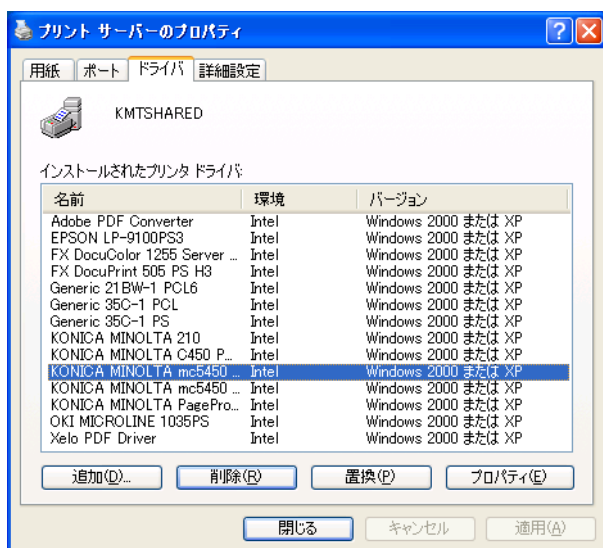 プリント サーバーのプロパティ
用紙 ポート ドライバ 詳細設定
KMTSHARED
インストールされたプリンタ ドライバ:
名前 環境 バージョン
Adobe PDF Converter Intel Windows 2000 または XP
EPSON LP-9100PS3 Intel Windows 2000 または XP
FX DocuColor 1255 Server ... Intel Windows 2000 または XP
FX DocuPrint 505 PS H3 Intel Windows 2000 または XP
Generic 21BW-1 PCL6 Intel Windows 2000 または XP
Generic 35C-1 PCL Intel Windows 2000 または XP
Generic 35C-1 PS Intel Windows 2000 または XP
KONICA MINOLTA 210 Intel Windows 2000 または XP
KONICA MINOLTA C450 P... Intel Windows 2000 または XP
KONICA MINOLTA mc5450 ... Intel Windows 2000 または XP
KONICA MINOLTA mc5450 ... Intel Windows 2000 または XP
KONICA MINOLTA PagePro... Intel Windows 2000 または XP
OKI MICROLINE 1035PS Intel Windows 2000 または XP
Xelo PDF Driver Intel Windows 2000 または XP
追加(D)... 削除(R) 置換(P) プロパティ(E)
閉じる キャンセル 適用(A)